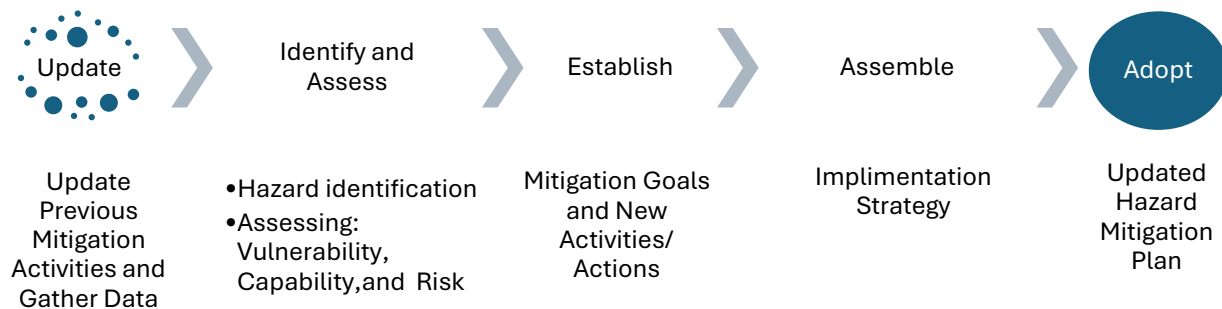 Update
Identify and
Assess
Establish
Assemble
Adopt
Update
Previous
Mitigation
Activities and
Gather Data
•Hazard identification
•Assessing:
Vulnerability,
Capability,and Risk
Mitigation Goals
and New
Activities/
Actions
Implimentation
Strategy
Updated
Hazard
Mitigation
Plan